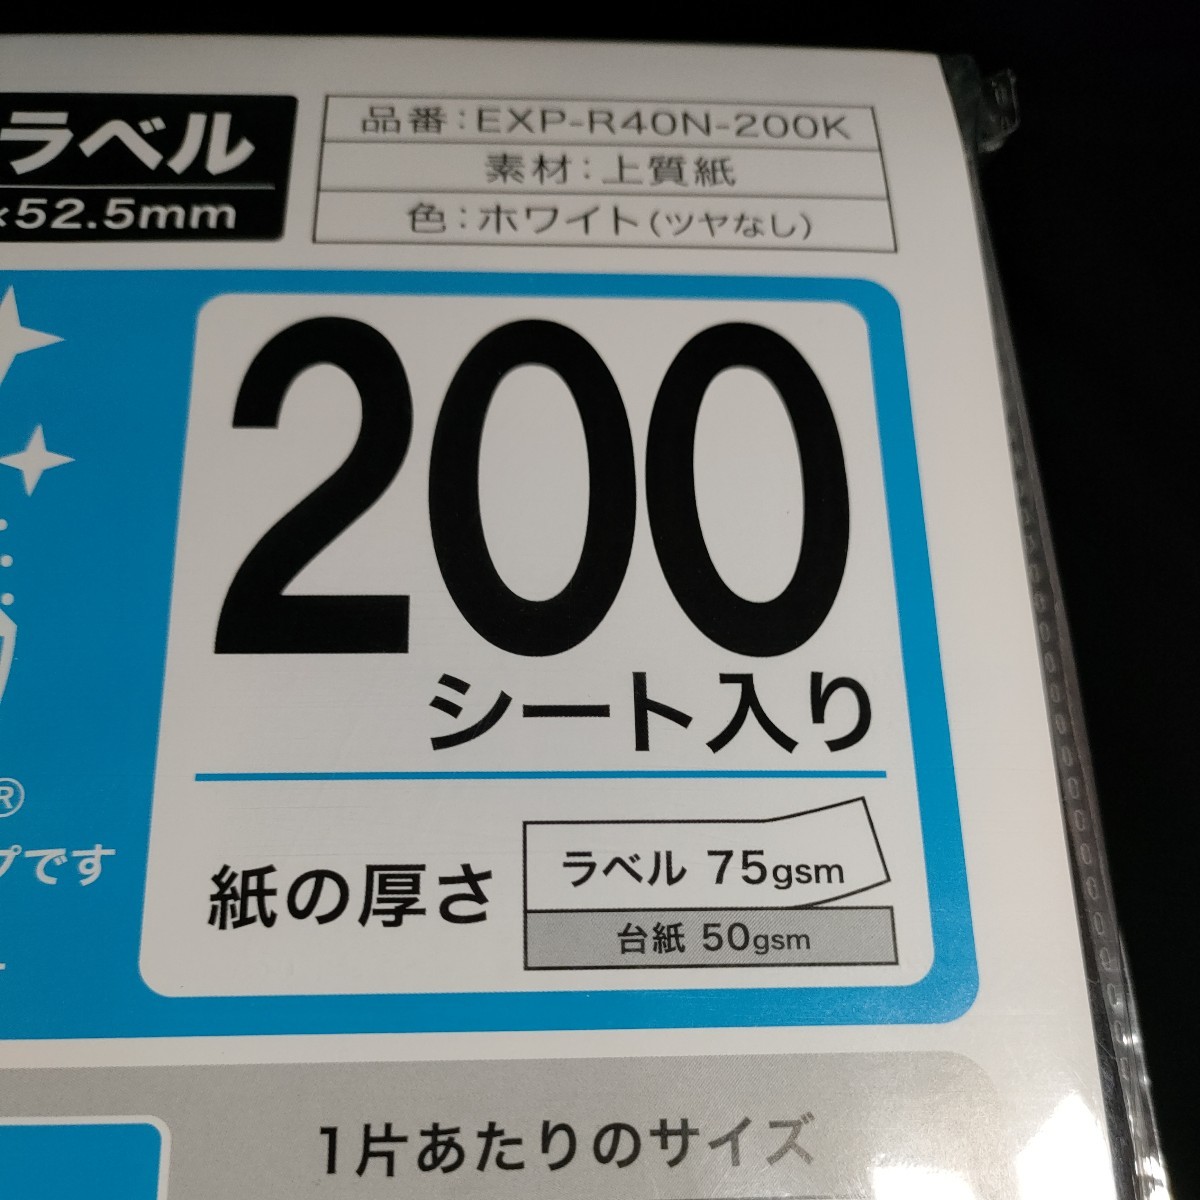 ラベル
×52.5mm
品番：EXP-R40N-200K
素材：上質紙
色：ホワイト（ツヤなし）
200
シート入り
紙の厚さ
ラベル 75gsm
台紙 50gsm
®
プです
1片あたりのサイズ